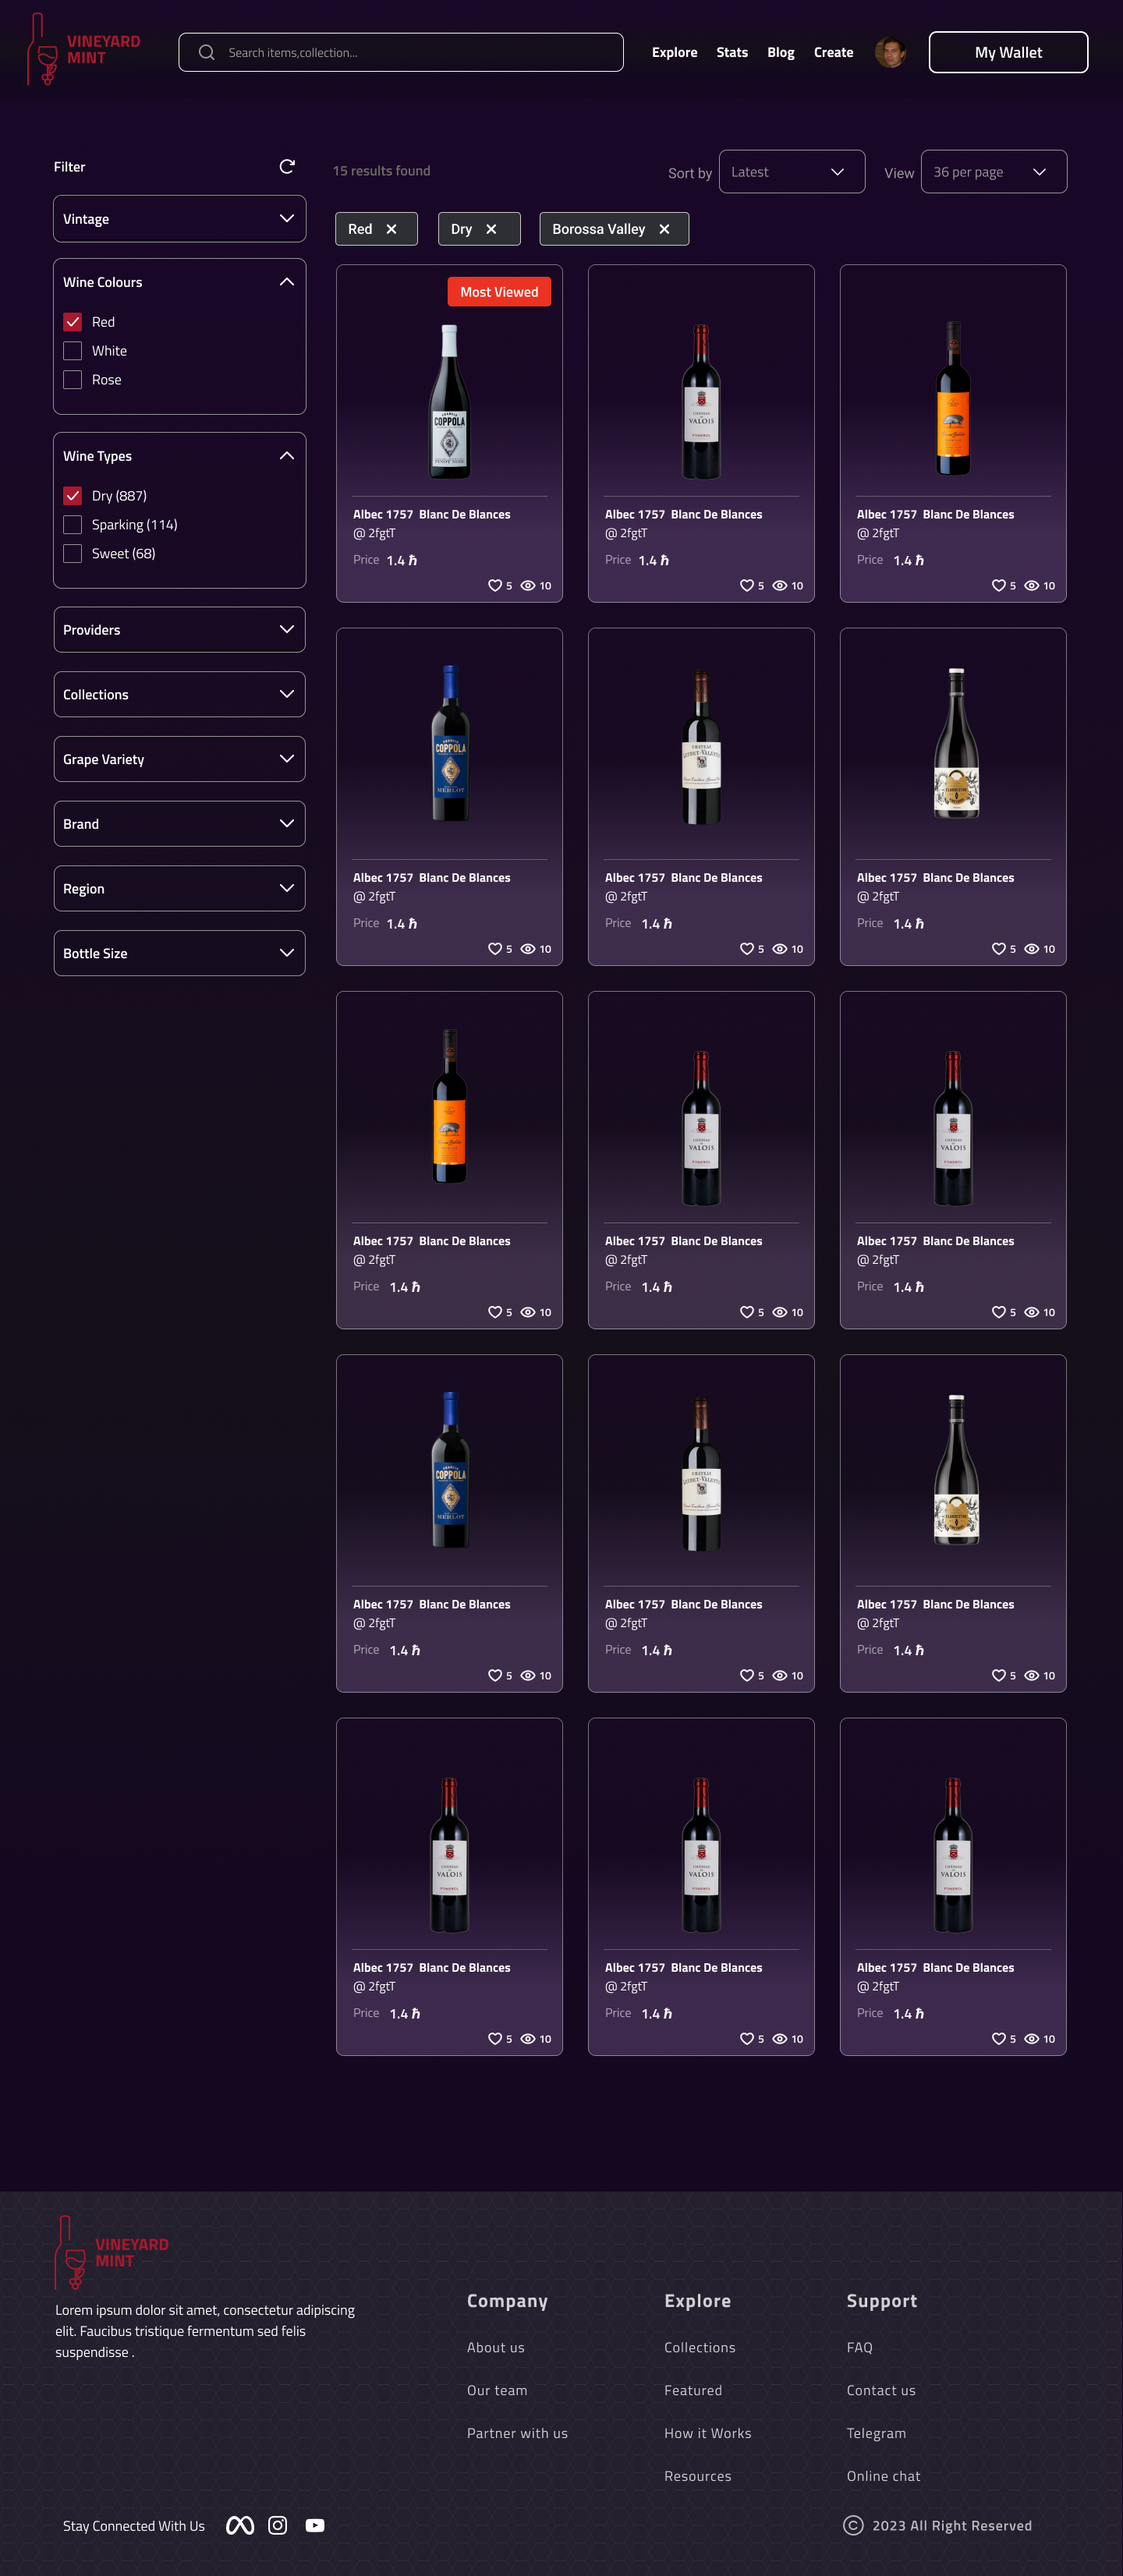 VINEYARD
MINT
Search items,collection...
Explore Stats Blog Create
My Wallet
Filter
15 results found
Sort by Latest
View 36 per page
Vintage
Red Dry Borossa Valley
Wine Colours
Red
White
Rose
Wine Types
Dry (887)
Sparking (114)
Sweet (68)
Providers
Collections
Grape Variety
Brand
Region
Bottle Size
Most Viewed
COPPOLA
PINOT NOIR
VALOIS
Albec 1757 Blanc De Blances
@ 2fgtT
Price 1.4 ℏ
5 10
Albec 1757 Blanc De Blances
@ 2fgtT
Price 1.4 ℏ
5 10
Albec 1757 Blanc De Blances
@ 2fgtT
Price 1.4 ℏ
5 10
COPPOLA
MERLOT
Albec 1757 Blanc De Blances
@ 2fgtT
Price 1.4 ℏ
5 10
Albec 1757 Blanc De Blances
@ 2fgtT
Price 1.4 ℏ
5 10
Albec 1757 Blanc De Blances
@ 2fgtT
Price 1.4 ℏ
5 10
VALOIS
VALOIS
Albec 1757 Blanc De Blances
@ 2fgtT
Price 1.4 ℏ
5 10
Albec 1757 Blanc De Blances
@ 2fgtT
Price 1.4 ℏ
5 10
Albec 1757 Blanc De Blances
@ 2fgtT
Price 1.4 ℏ
5 10
COPPOLA
MERLOT
Albec 1757 Blanc De Blances
@ 2fgtT
Price 1.4 ℏ
5 10
Albec 1757 Blanc De Blances
@ 2fgtT
Price 1.4 ℏ
5 10
Albec 1757 Blanc De Blances
@ 2fgtT
Price 1.4 ℏ
5 10
VALOIS
VALOIS
VALOIS
Albec 1757 Blanc De Blances
@ 2fgtT
Price 1.4 ℏ
5 10
Albec 1757 Blanc De Blances
@ 2fgtT
Price 1.4 ℏ
5 10
Albec 1757 Blanc De Blances
@ 2fgtT
Price 1.4 ℏ
5 10
VINEYARD
MINT
Lorem ipsum dolor sit amet, consectetur adipiscing
elit. Faucibus tristique fermentum sed felis
suspendisse .
Company
About us
Our team
Partner with us
Explore
Collections
Featured
How it Works
Resources
Support
FAQ
Contact us
Telegram
Online chat
Stay Connected With Us
© 2023 All Right Reserved